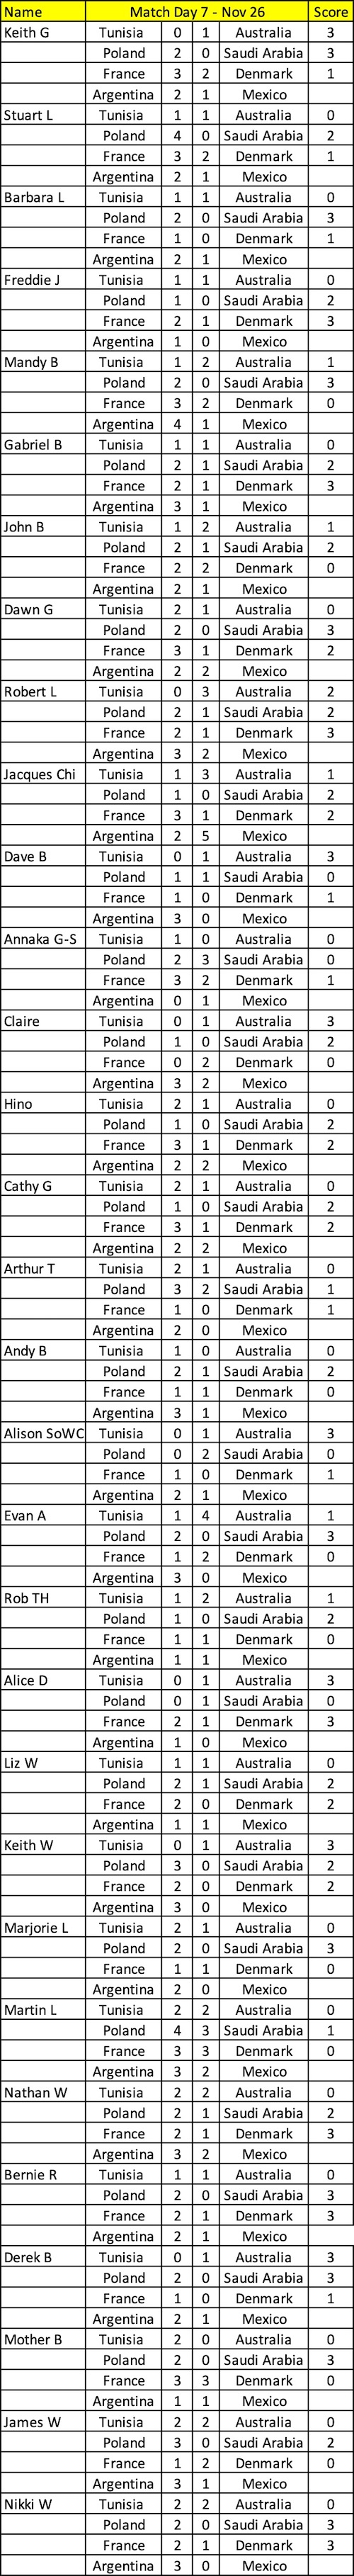 Name Match Day 7 - Nov 26 Score
Keith G Tunisia 0 1 Australia 3
Poland 2 0 Saudi Arabia 3
France 3 2 Denmark 1
Argentina 2 1 Mexico
Stuart L Tunisia 1 1 Australia 0
Poland 4 0 Saudi Arabia 2
France 3 2 Denmark 1
Argentina 2 1 Mexico
Barbara L Tunisia 1 1 Australia 0
Poland 2 0 Saudi Arabia 3
France 1 0 Denmark 1
Argentina 2 1 Mexico
Freddie J Tunisia 1 1 Australia 0
Poland 1 0 Saudi Arabia 2
France 2 1 Denmark 3
Argentina 1 0 Mexico
Mandy B Tunisia 1 2 Australia 1
Poland 2 0 Saudi Arabia 3
France 3 2 Denmark 0
Argentina 4 1 Mexico
Gabriel B Tunisia 1 1 Australia 0
Poland 2 1 Saudi Arabia 2
France 2 1 Denmark 3
Argentina 3 1 Mexico
John B Tunisia 1 2 Australia 1
Poland 2 1 Saudi Arabia 2
France 2 2 Denmark 0
Argentina 2 1 Mexico
Dawn G Tunisia 2 1 Australia 0
Poland 2 0 Saudi Arabia 3
France 3 1 Denmark 2
Argentina 2 2 Mexico
Robert L Tunisia 0 3 Australia 2
Poland 2 1 Saudi Arabia 2
France 2 1 Denmark 3
Argentina 3 2 Mexico
Jacques Chi Tunisia 1 3 Australia 1
Poland 1 0 Saudi Arabia 2
France 3 1 Denmark 2
Argentina 2 5 Mexico
Dave B Tunisia 0 1 Australia 3
Poland 1 1 Saudi Arabia 0
France 1 0 Denmark 1
Argentina 3 0 Mexico
Annaka G-S Tunisia 1 0 Australia 0
Poland 2 3 Saudi Arabia 0
France 3 2 Denmark 1
Argentina 0 1 Mexico
Claire Tunisia 0 1 Australia 3
Poland 1 0 Saudi Arabia 2
France 0 2 Denmark 0
Argentina 3 2 Mexico
Hino Tunisia 2 1 Australia 0
Poland 1 0 Saudi Arabia 2
France 3 1 Denmark 2
Argentina 2 2 Mexico
Cathy G Tunisia 2 1 Australia 0
Poland 1 0 Saudi Arabia 2
France 3 1 Denmark 2
Argentina 2 2 Mexico
Arthur T Tunisia 2 1 Australia 0
Poland 3 2 Saudi Arabia 1
France 1 0 Denmark 1
Argentina 2 0 Mexico
Andy B Tunisia 1 0 Australia 0
Poland 2 1 Saudi Arabia 2
France 1 1 Denmark 0
Argentina 3 1 Mexico
Alison SoWC Tunisia 0 1 Australia 3
Poland 0 2 Saudi Arabia 0
France 1 0 Denmark 1
Argentina 2 1 Mexico
Evan A Tunisia 1 4 Australia 1
Poland 2 0 Saudi Arabia 3
France 1 2 Denmark 0
Argentina 3 0 Mexico
Rob TH Tunisia 1 2 Australia 1
Poland 1 0 Saudi Arabia 2
France 1 1 Denmark 0
Argentina 1 1 Mexico
Alice D Tunisia 0 1 Australia 3
Poland 0 1 Saudi Arabia 0
France 2 1 Denmark 3
Argentina 1 0 Mexico
Liz W Tunisia 1 1 Australia 0
Poland 2 1 Saudi Arabia 2
France 2 0 Denmark 2
Argentina 1 1 Mexico
Keith W Tunisia 0 1 Australia 3
Poland 3 0 Saudi Arabia 2
France 2 0 Denmark 2
Argentina 3 0 Mexico
Marjorie L Tunisia 2 1 Australia 0
Poland 2 0 Saudi Arabia 3
France 1 1 Denmark 0
Argentina 2 0 Mexico
Martin L Tunisia 2 2 Australia 0
Poland 4 3 Saudi Arabia 1
France 3 3 Denmark 0
Argentina 3 2 Mexico
Nathan W Tunisia 2 2 Australia 0
Poland 2 1 Saudi Arabia 2
France 2 1 Denmark 3
Argentina 3 2 Mexico
Bernie R Tunisia 1 1 Australia 0
Poland 2 0 Saudi Arabia 3
France 2 1 Denmark 3
Argentina 2 1 Mexico
Derek B Tunisia 0 1 Australia 3
Poland 2 0 Saudi Arabia 3
France 1 0 Denmark 1
Argentina 2 1 Mexico
Mother B Tunisia 2 0 Australia 0
Poland 2 0 Saudi Arabia 3
France 3 3 Denmark 0
Argentina 1 1 Mexico
James W Tunisia 2 2 Australia 0
Poland 3 0 Saudi Arabia 2
France 1 2 Denmark 0
Argentina 3 1 Mexico
Nikki W Tunisia 2 2 Australia 0
Poland 2 0 Saudi Arabia 3
France 2 1 Denmark 3
Argentina 3 0 Mexico